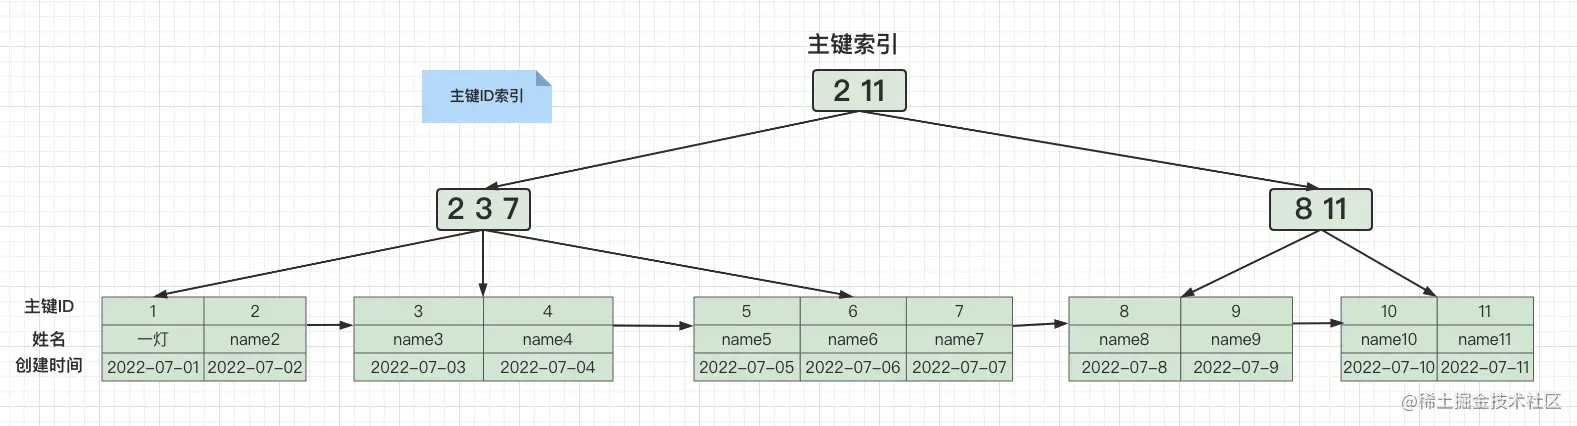 主键索引
主键ID索引
2 11
2 3 7
8 11
主键ID 1 2 3 4 5 6 7 8 9 10 11
姓名 一灯 name2 name3 name4 name5 name6 name7 name8 name9 name10 name11
创建时间 2022-07-01 2022-07-02 2022-07-03 2022-07-04 2022-07-05 2022-07-06 2022-07-07 2022-07-8 2022-07-9 2022-07-10 2022-07-11
@稀土掘金技术社区